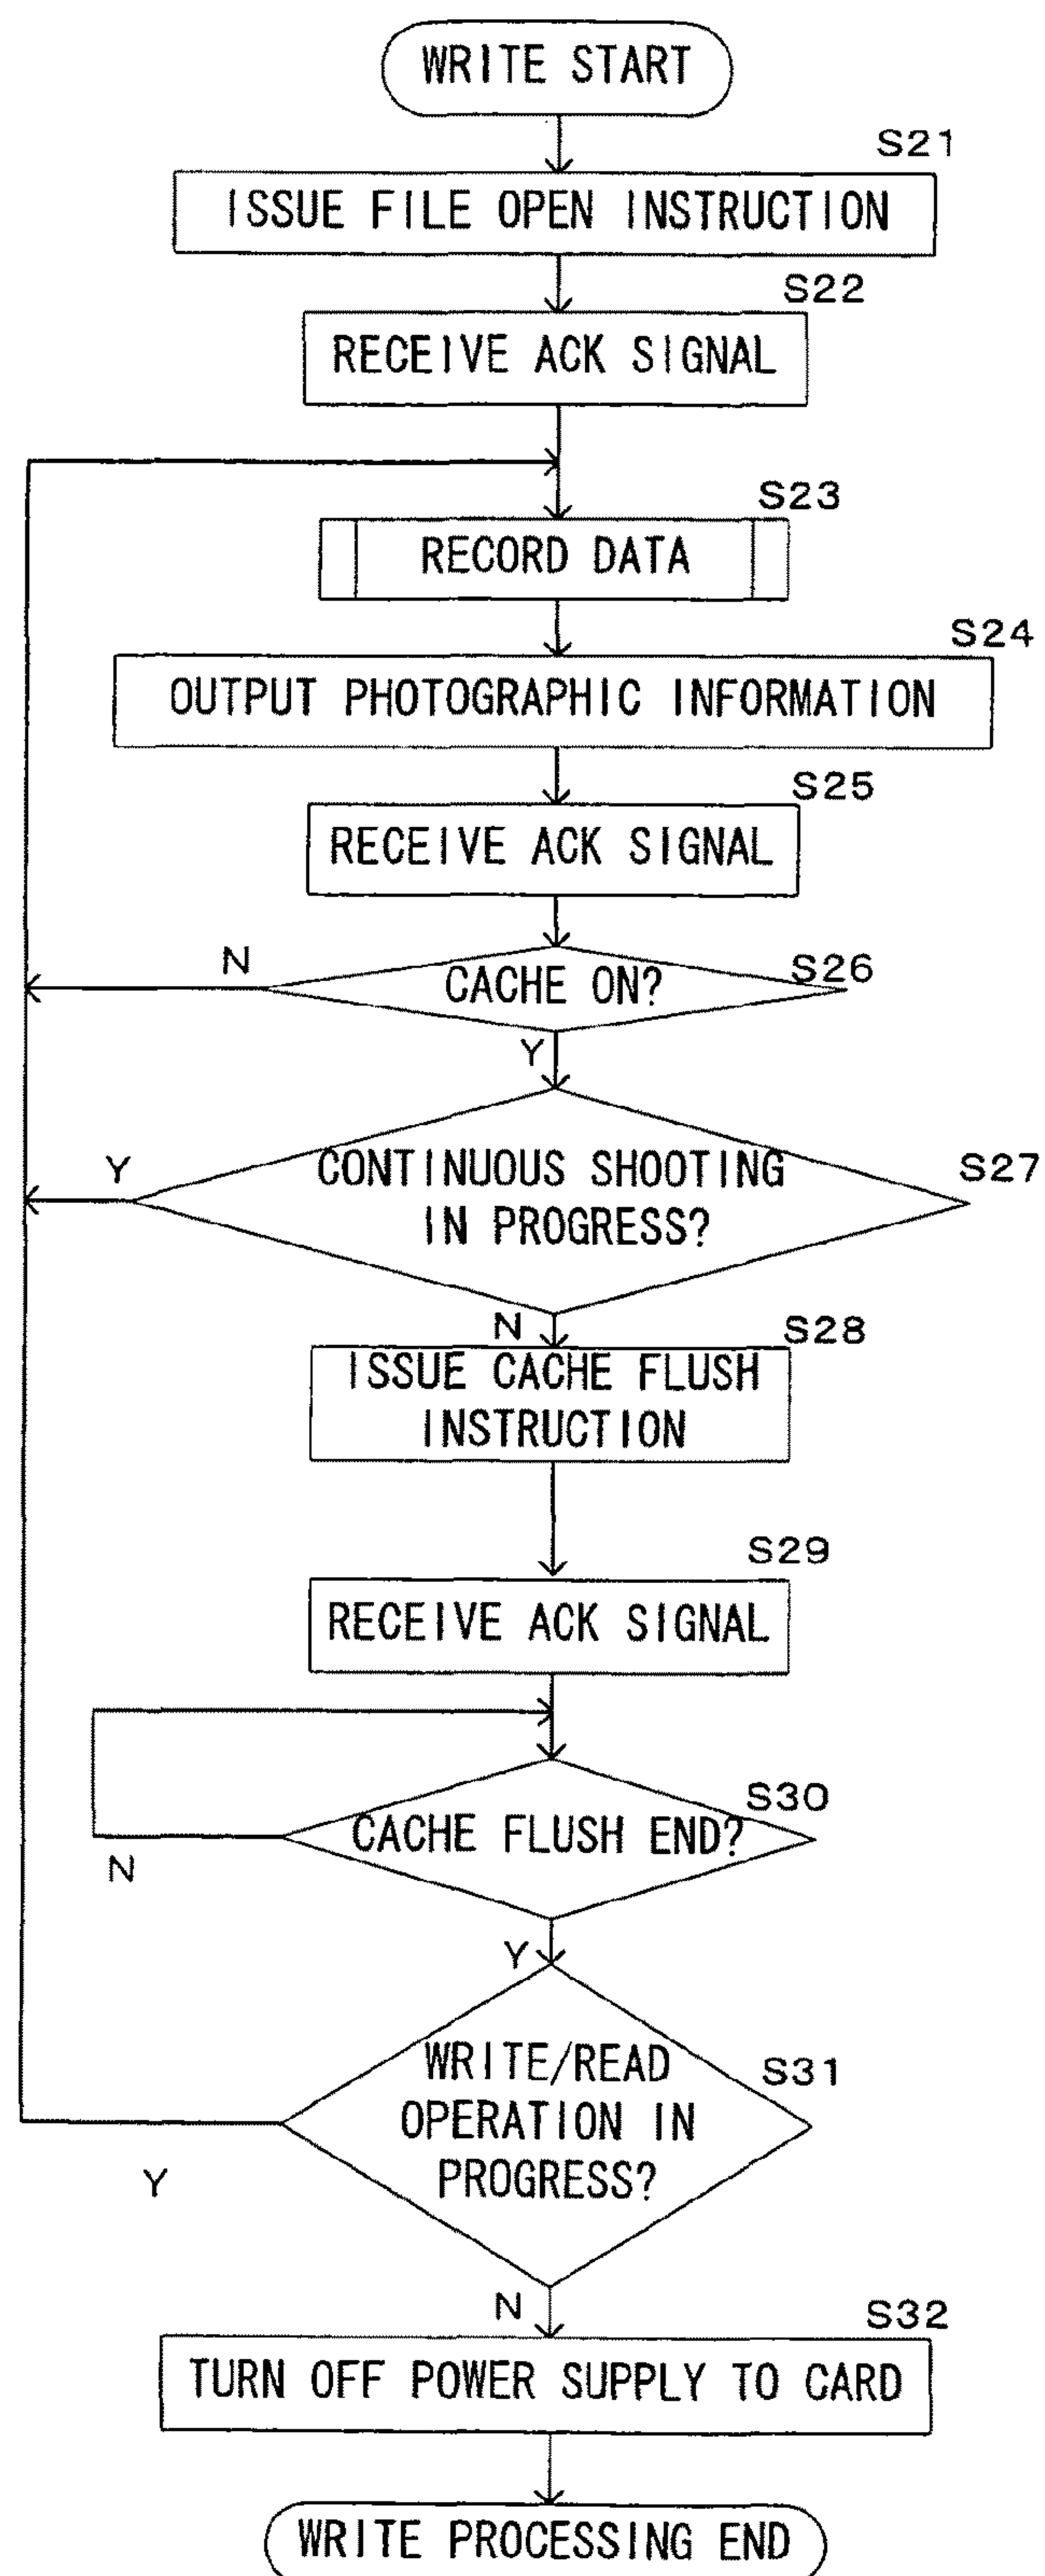 WRITE START
S21
ISSUE FILE OPEN INSTRUCTION
S22
RECEIVE ACK SIGNAL
S23
RECORD DATA
S24
OUTPUT PHOTOGRAPHIC INFORMATION
S25
RECEIVE ACK SIGNAL
N
S26
CACHE ON?
Y
Y
CONTINUOUS SHOOTING
IN PROGRESS?
S27
N
S28
ISSUE CACHE FLUSH
INSTRUCTION
S29
RECEIVE ACK SIGNAL
S30
CACHE FLUSH END?
N
Y
WRITE/READ
OPERATION IN
PROGRESS?
S31
Y
N
S32
TURN OFF POWER SUPPLY TO CARD
WRITE PROCESSING END